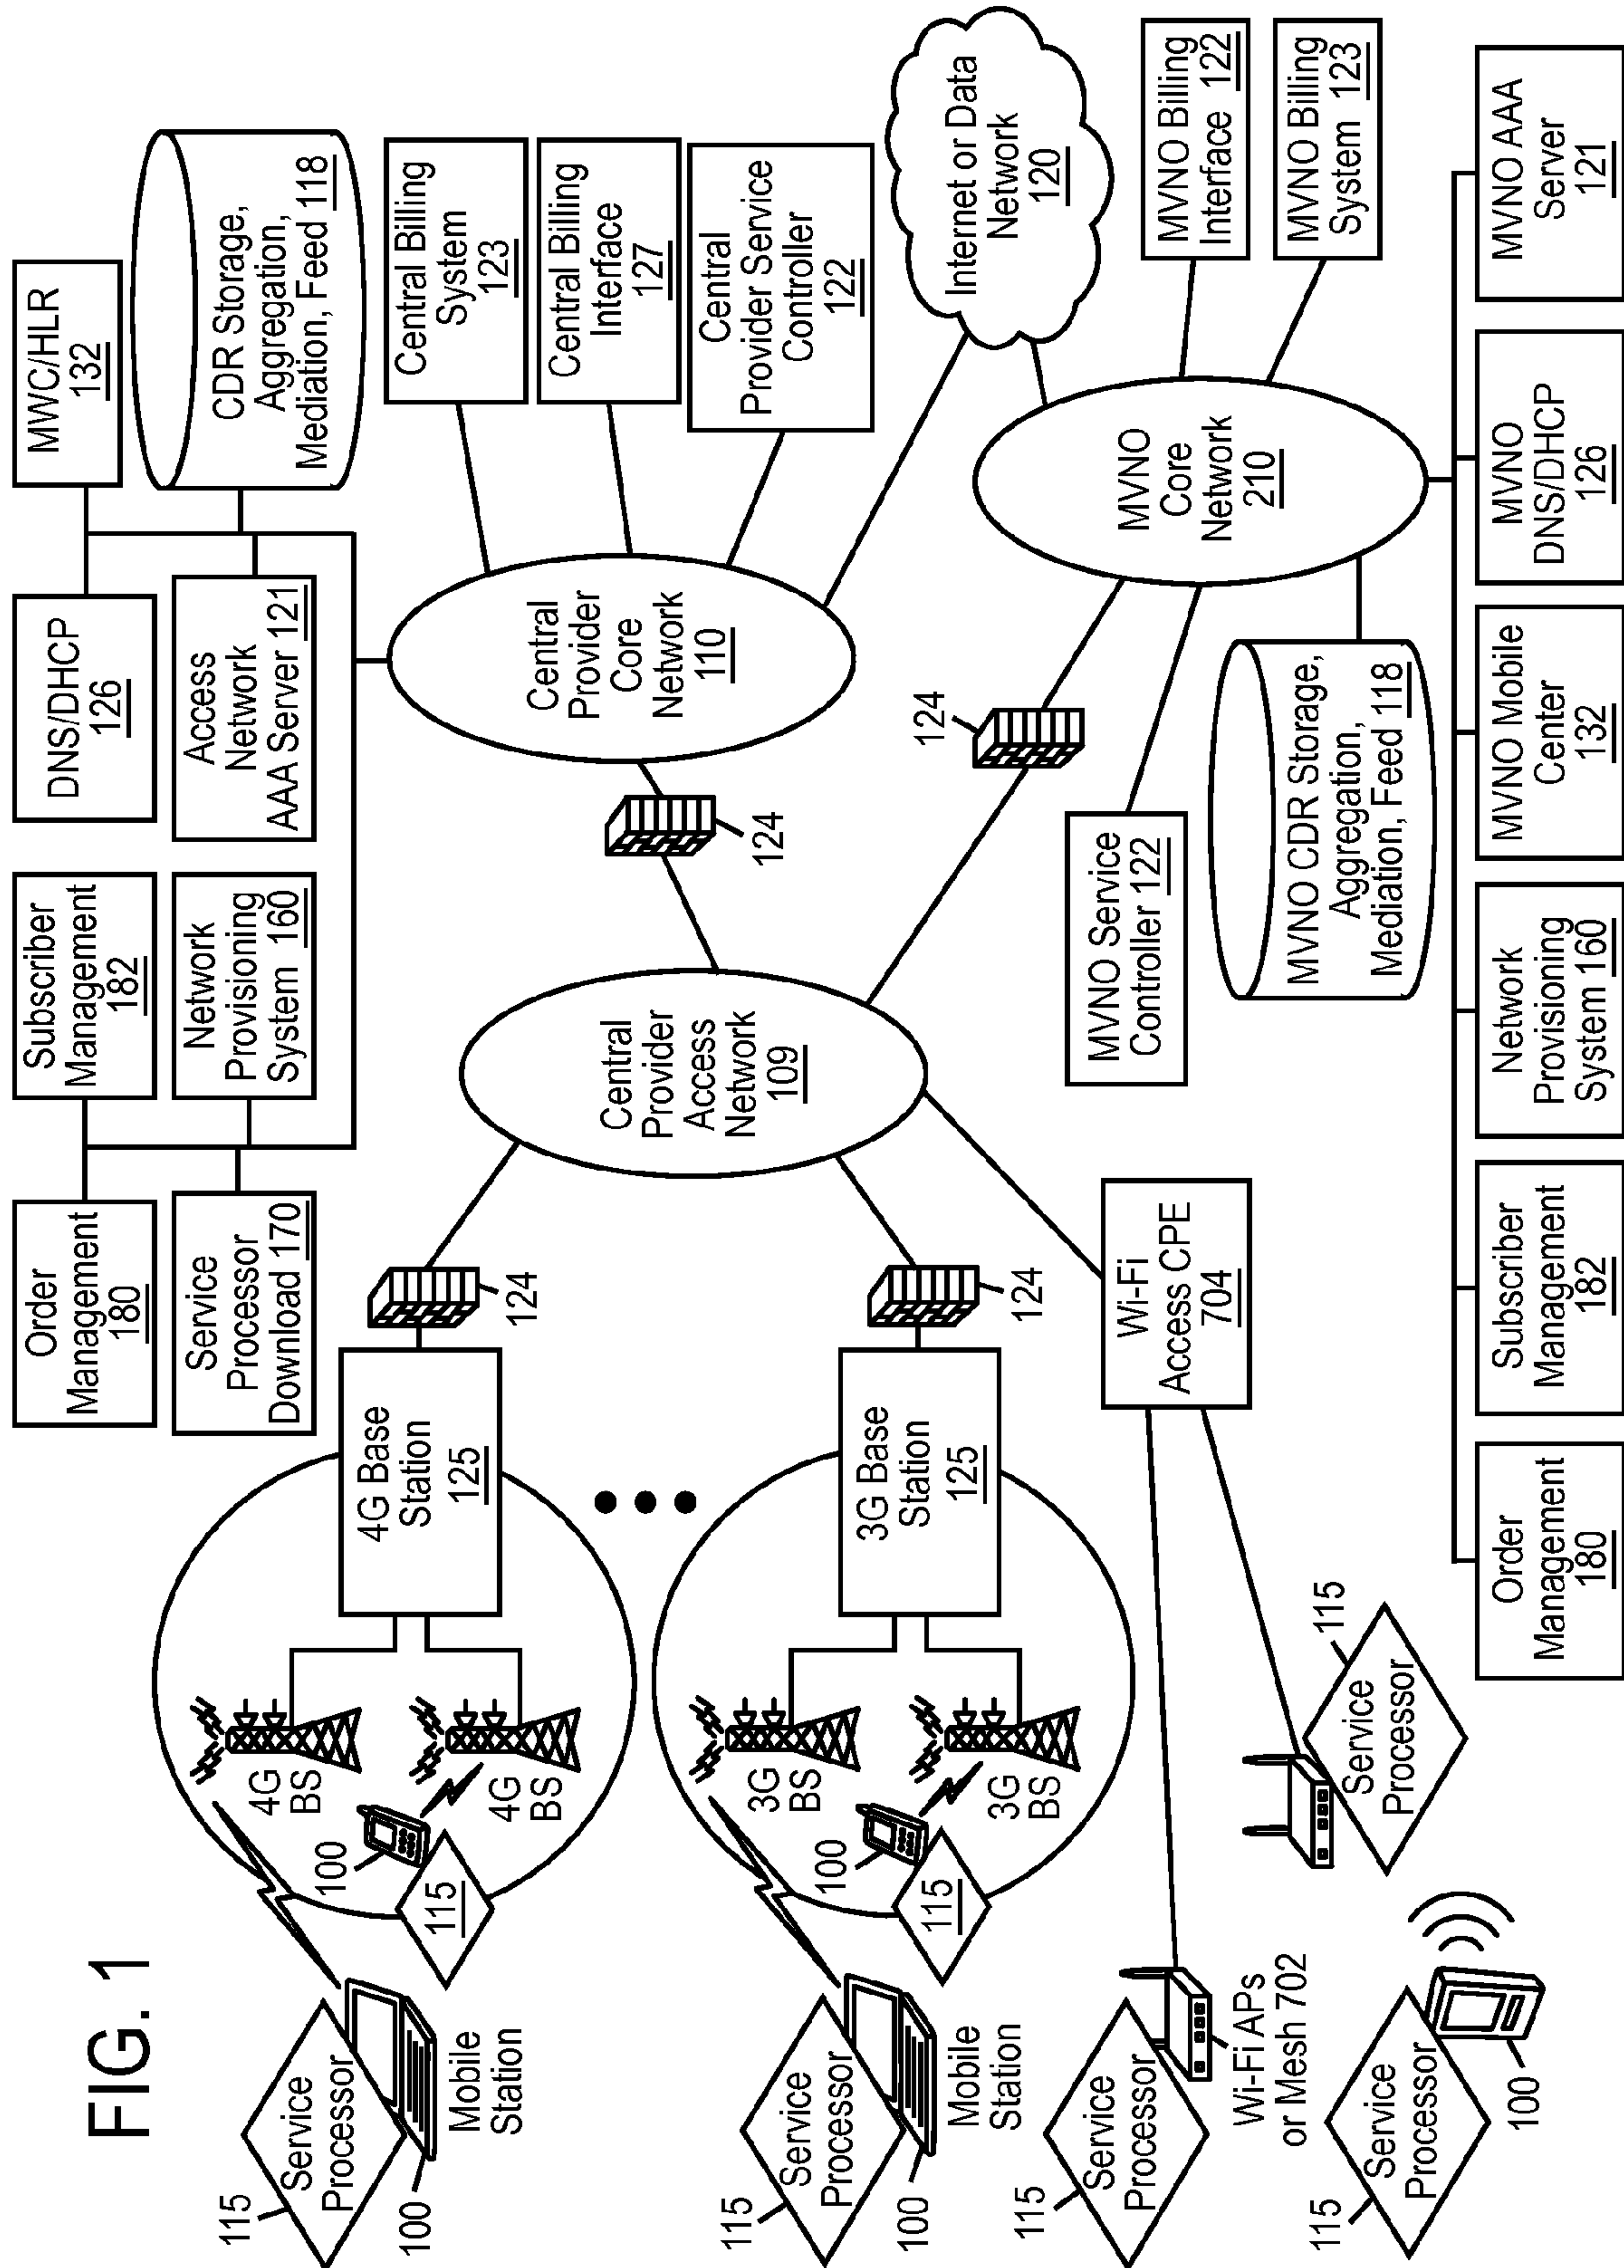 FIG. 1
Order
Management
180
Subscriber
Management
182
DNS/DHCP
126
MWC/HLR
132
Service
Processor
Download 170
Network
Provisioning
System 160
Access
Network
AAA Server 121
CDR Storage,
Aggregation,
Mediation, Feed 118
115
Service
Processor
100
Mobile
Station
4G
BS
100
4G
BS
115
4G Base
Station
125
124
Central
Provider
Access
Network
109
124
Central
Provider
Core
Network
110
Central Billing
System
123
Central Billing
Interface
127
Central
Provider Service
Controller
122
115
Service
Processor
100
Mobile
Station
3G
BS
100
3G
BS
115
3G Base
Station
125
124
124
Internet or Data
Network
120
115
Service
Processor
Wi-Fi APs
or Mesh 702
Wi-Fi
Access CPE
704
MVNO Service
Controller 122
MVNO
Core
Network
210
MVNO Billing
Interface 122
MVNO Billing
System 123
115
Service
Processor
100
Service
Processor
115
MVNO CDR Storage,
Aggregation,
Mediation, Feed 118
Order
Management
180
Subscriber
Management
182
Network
Provisioning
System 160
MVNO Mobile
Center
132
MVNO
DNS/DHCP
126
MVNO AAA
Server
121